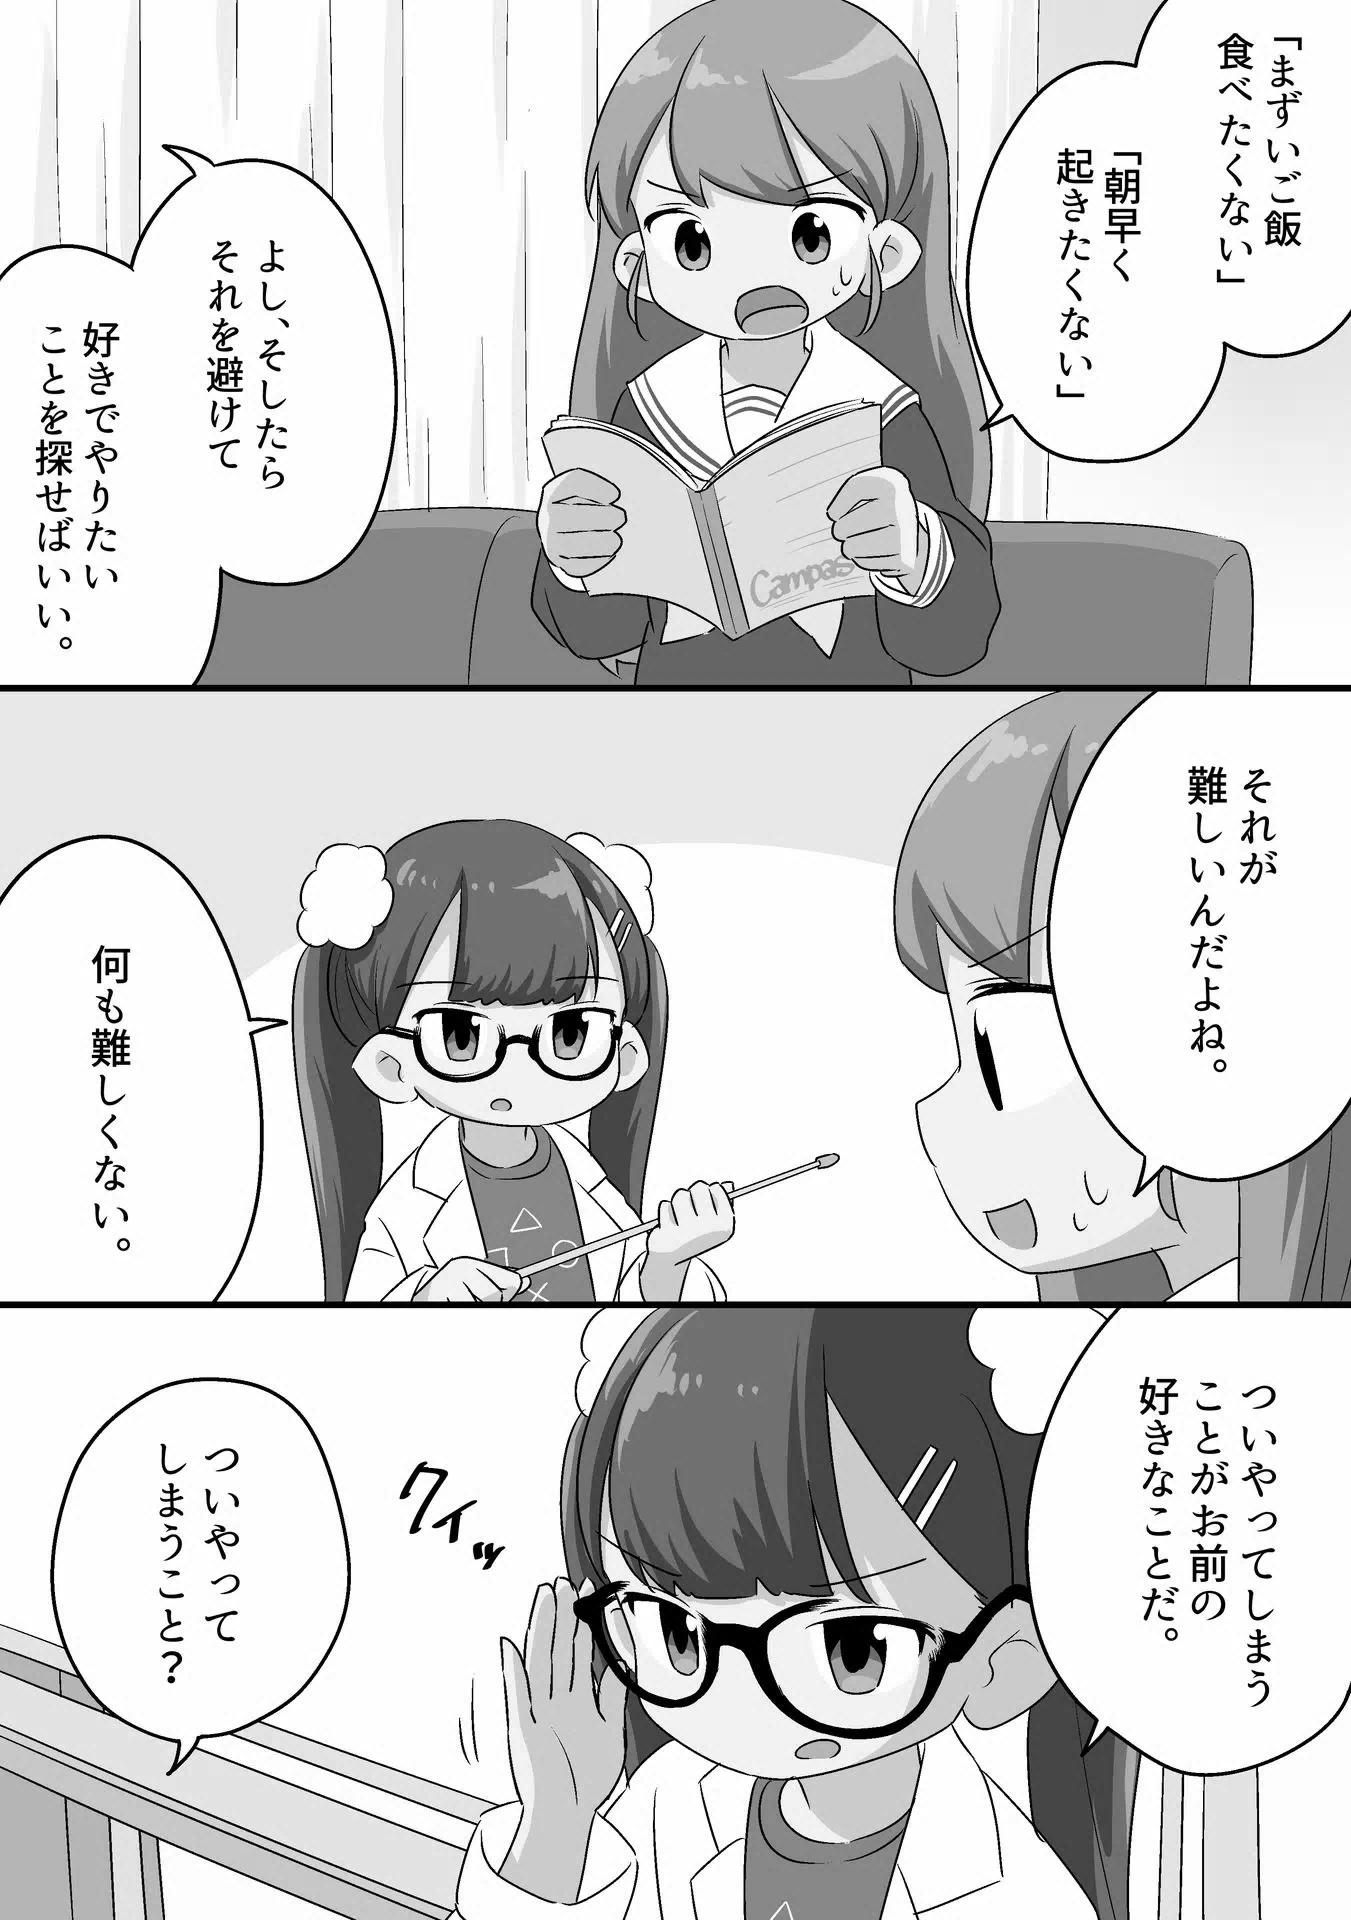 「まずいご飯
食べたくない」
「朝早く
起きたくない」
よし、そしたら
それを避けて
好きでやりたい
ことを探せばいい。
Campas
それが
難しいんだよね。
何も難しくない。
ついやってしまう
ことがお前の
好きなことだ。
クイッ
ついやって
しまうこと?